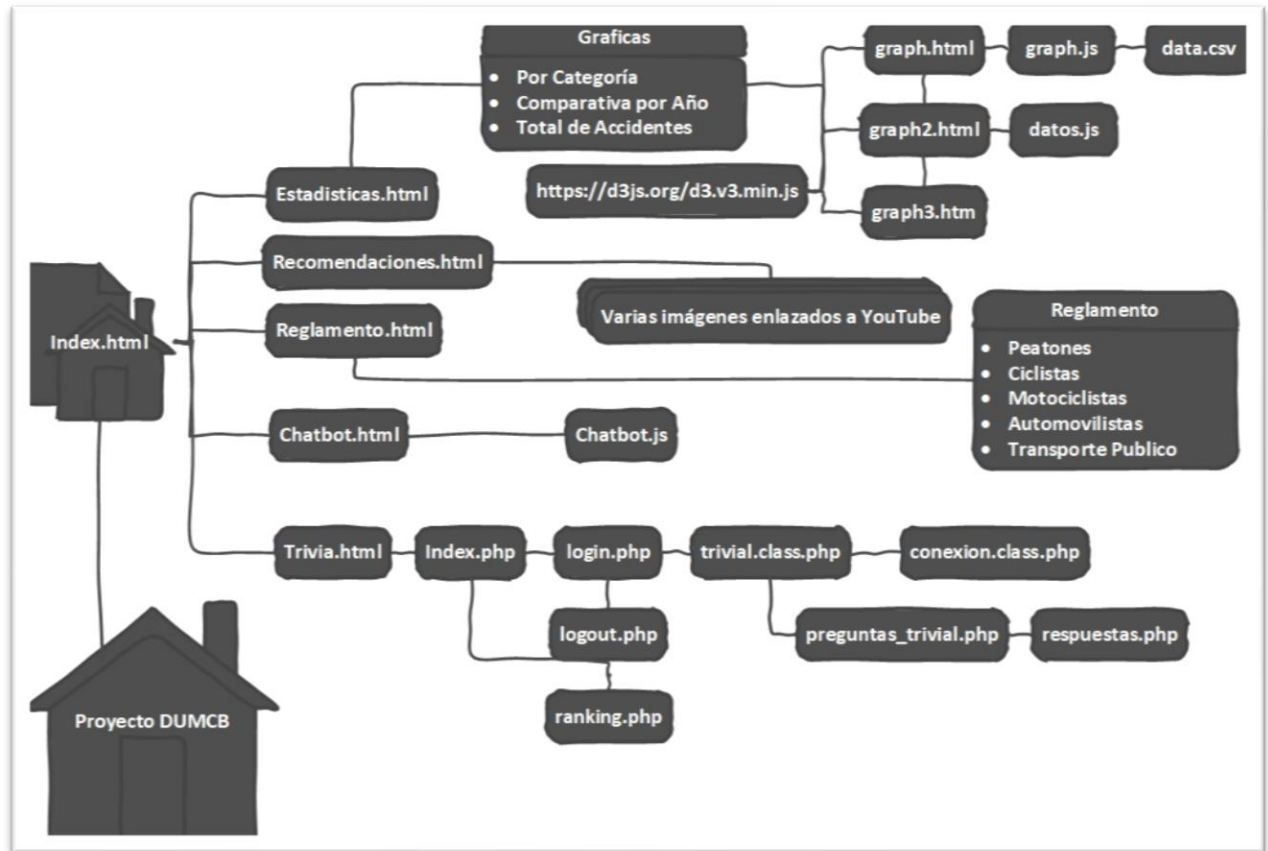 Graficas
• Por Categoría
• Comparativa por Año
• Total de Accidentes
graph.html
graph.js
data.csv
graph2.html
datos.js
https://d3js.org/d3.v3.min.js
graph3.htm
Estadisticas.html
Recomendaciones.html
Varias imágenes enlazados a YouTube
Reglamento.html
Reglamento
• Peatones
• Ciclistas
• Motociclistas
• Automovilistas
• Transporte Publico
Index.html
Chatbot.html
Chatbot.js
Trivia.html
Index.php
login.php
trivial.class.php
conexion.class.php
logout.php
preguntas_trivial.php
respuestas.php
ranking.php
Proyecto DUMCB